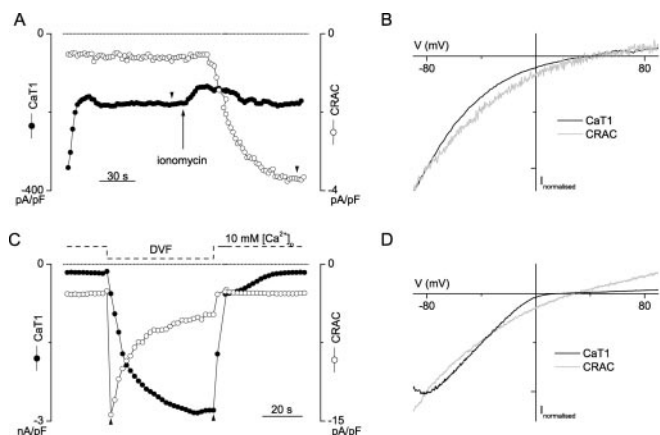 A
0
0
CaT1
CRAC
ionomycin
30 s
-400
pA/pF
-4
pA/pF
B
V (mV)
-80
80
CaT1
CRAC
I normalised
C
DVF
10 mM [Ca2+]o
0
0
CaT1
CRAC
20 s
-3
nA/pF
-15
pA/pF
D
V (mV)
-80
80
CaT1
CRAC
I normalised